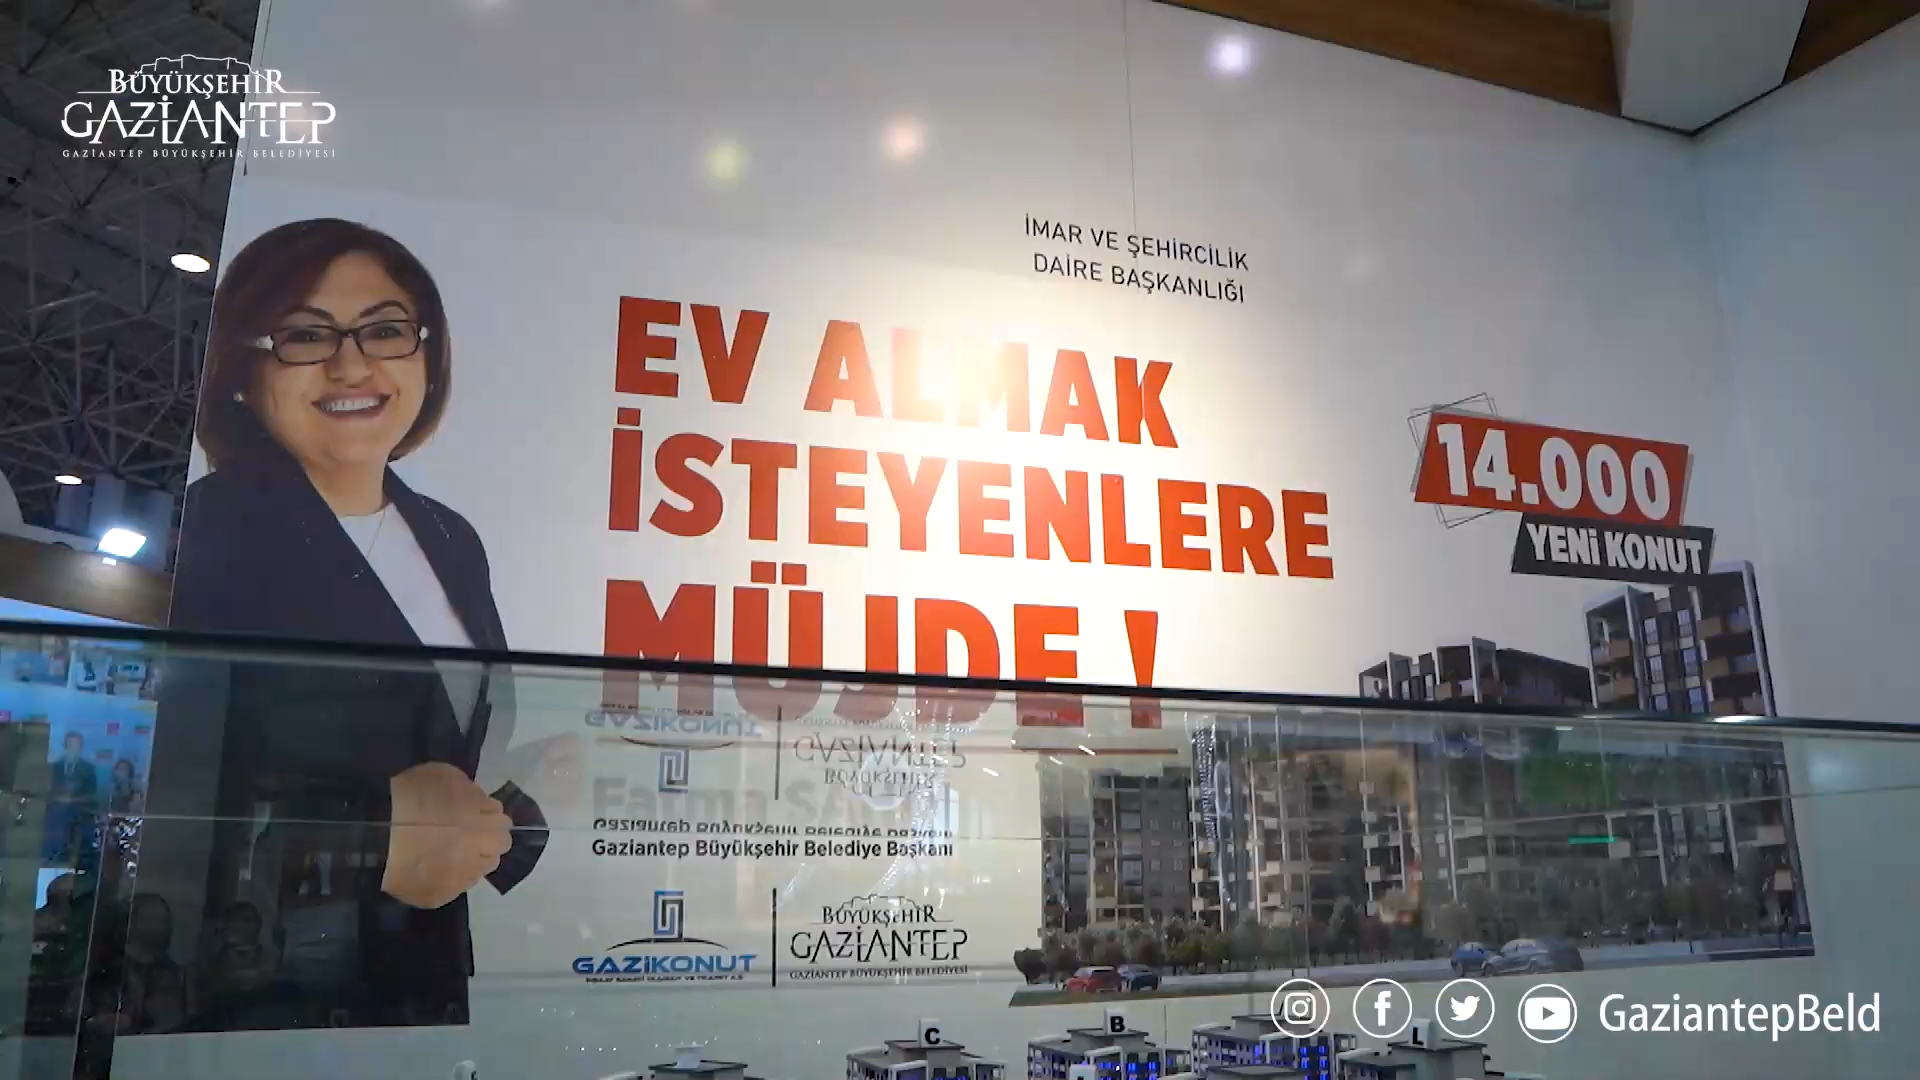 BÜYÜKŞEHİR
GAZİANTEP
GAZİANTEP BÜYÜKŞEHİR BELEDİYESİ
İMAR VE ŞEHİRCİLİK
DAİRE BAŞKANLIĞI
EV ALMAK
İSTEYENLERE
MÜJDE !
14.000
YENİ KONUT
Fatma
Gaziantep Büyükşehir Belediye Başkanı
GAZİKONUT
BÜYÜKŞEHİR
GAZİANTEP
GAZİANTEP BÜYÜKŞEHİR BELEDİYESİ
GaziantepBeld
C
B
J
L